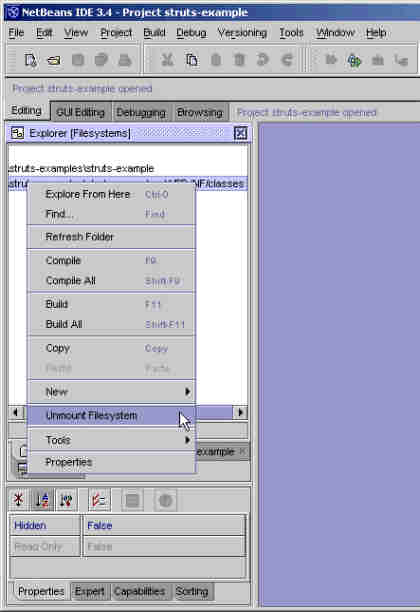 NetBeans IDE 3.4 - Project struts-example
File Edit View Project Build Debug Versioning Tools Window Help
Project struts-example opened.
Editing GUI Editing Debugging Browsing Project struts-example opened.
Explorer [Filesystems]
.struts-examples\struts-example
NF/classes
Explore From Here Ctrl-O
Find... Find
Refresh Folder
Compile F9
Compile All Shift-F9
Build F11
Build All Shift-F11
Copy Copy
Paste Paste
New
Unmount Filesystem
Tools
example
Properties
Hidden False
Read Only False
Properties Expert Capabilities Sorting